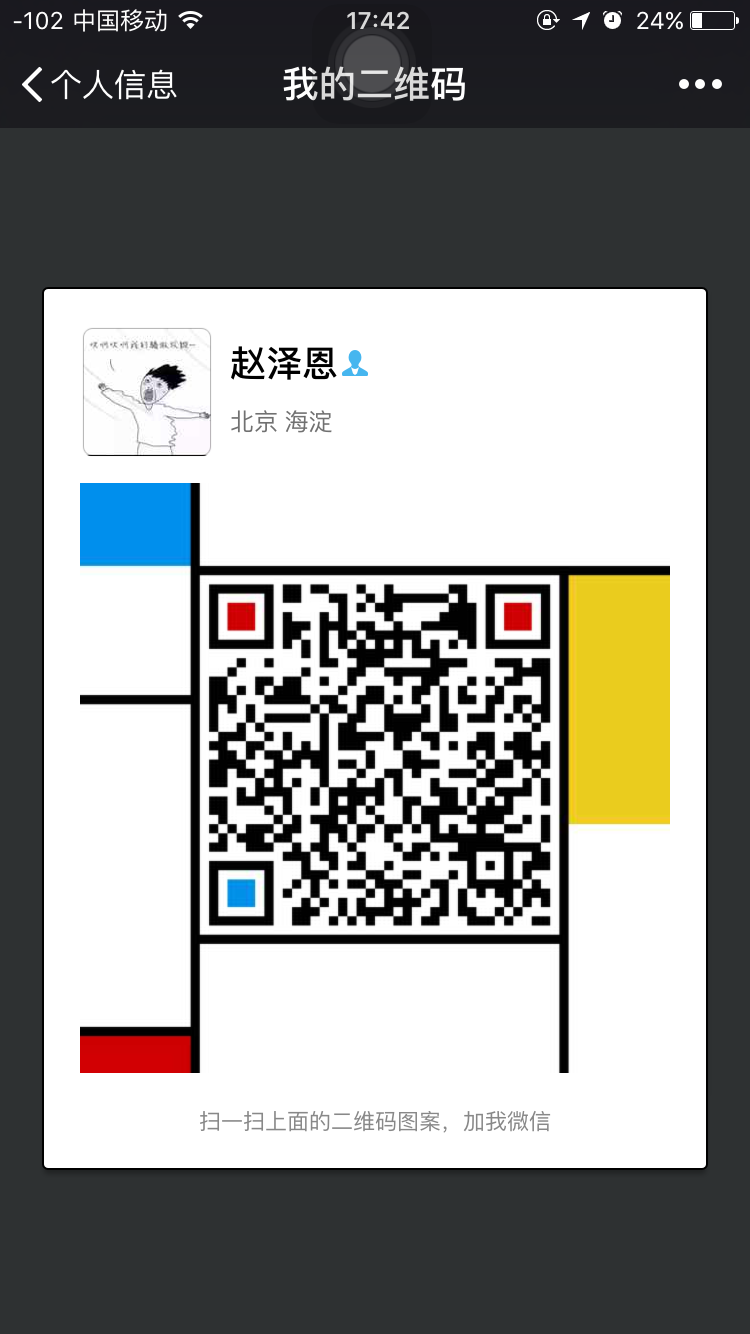 -102 中国移动 17:42 24%
个人信息 我的二维码
赵泽恩
北京 海淀
扫一扫上面的二维码图案，加我微信